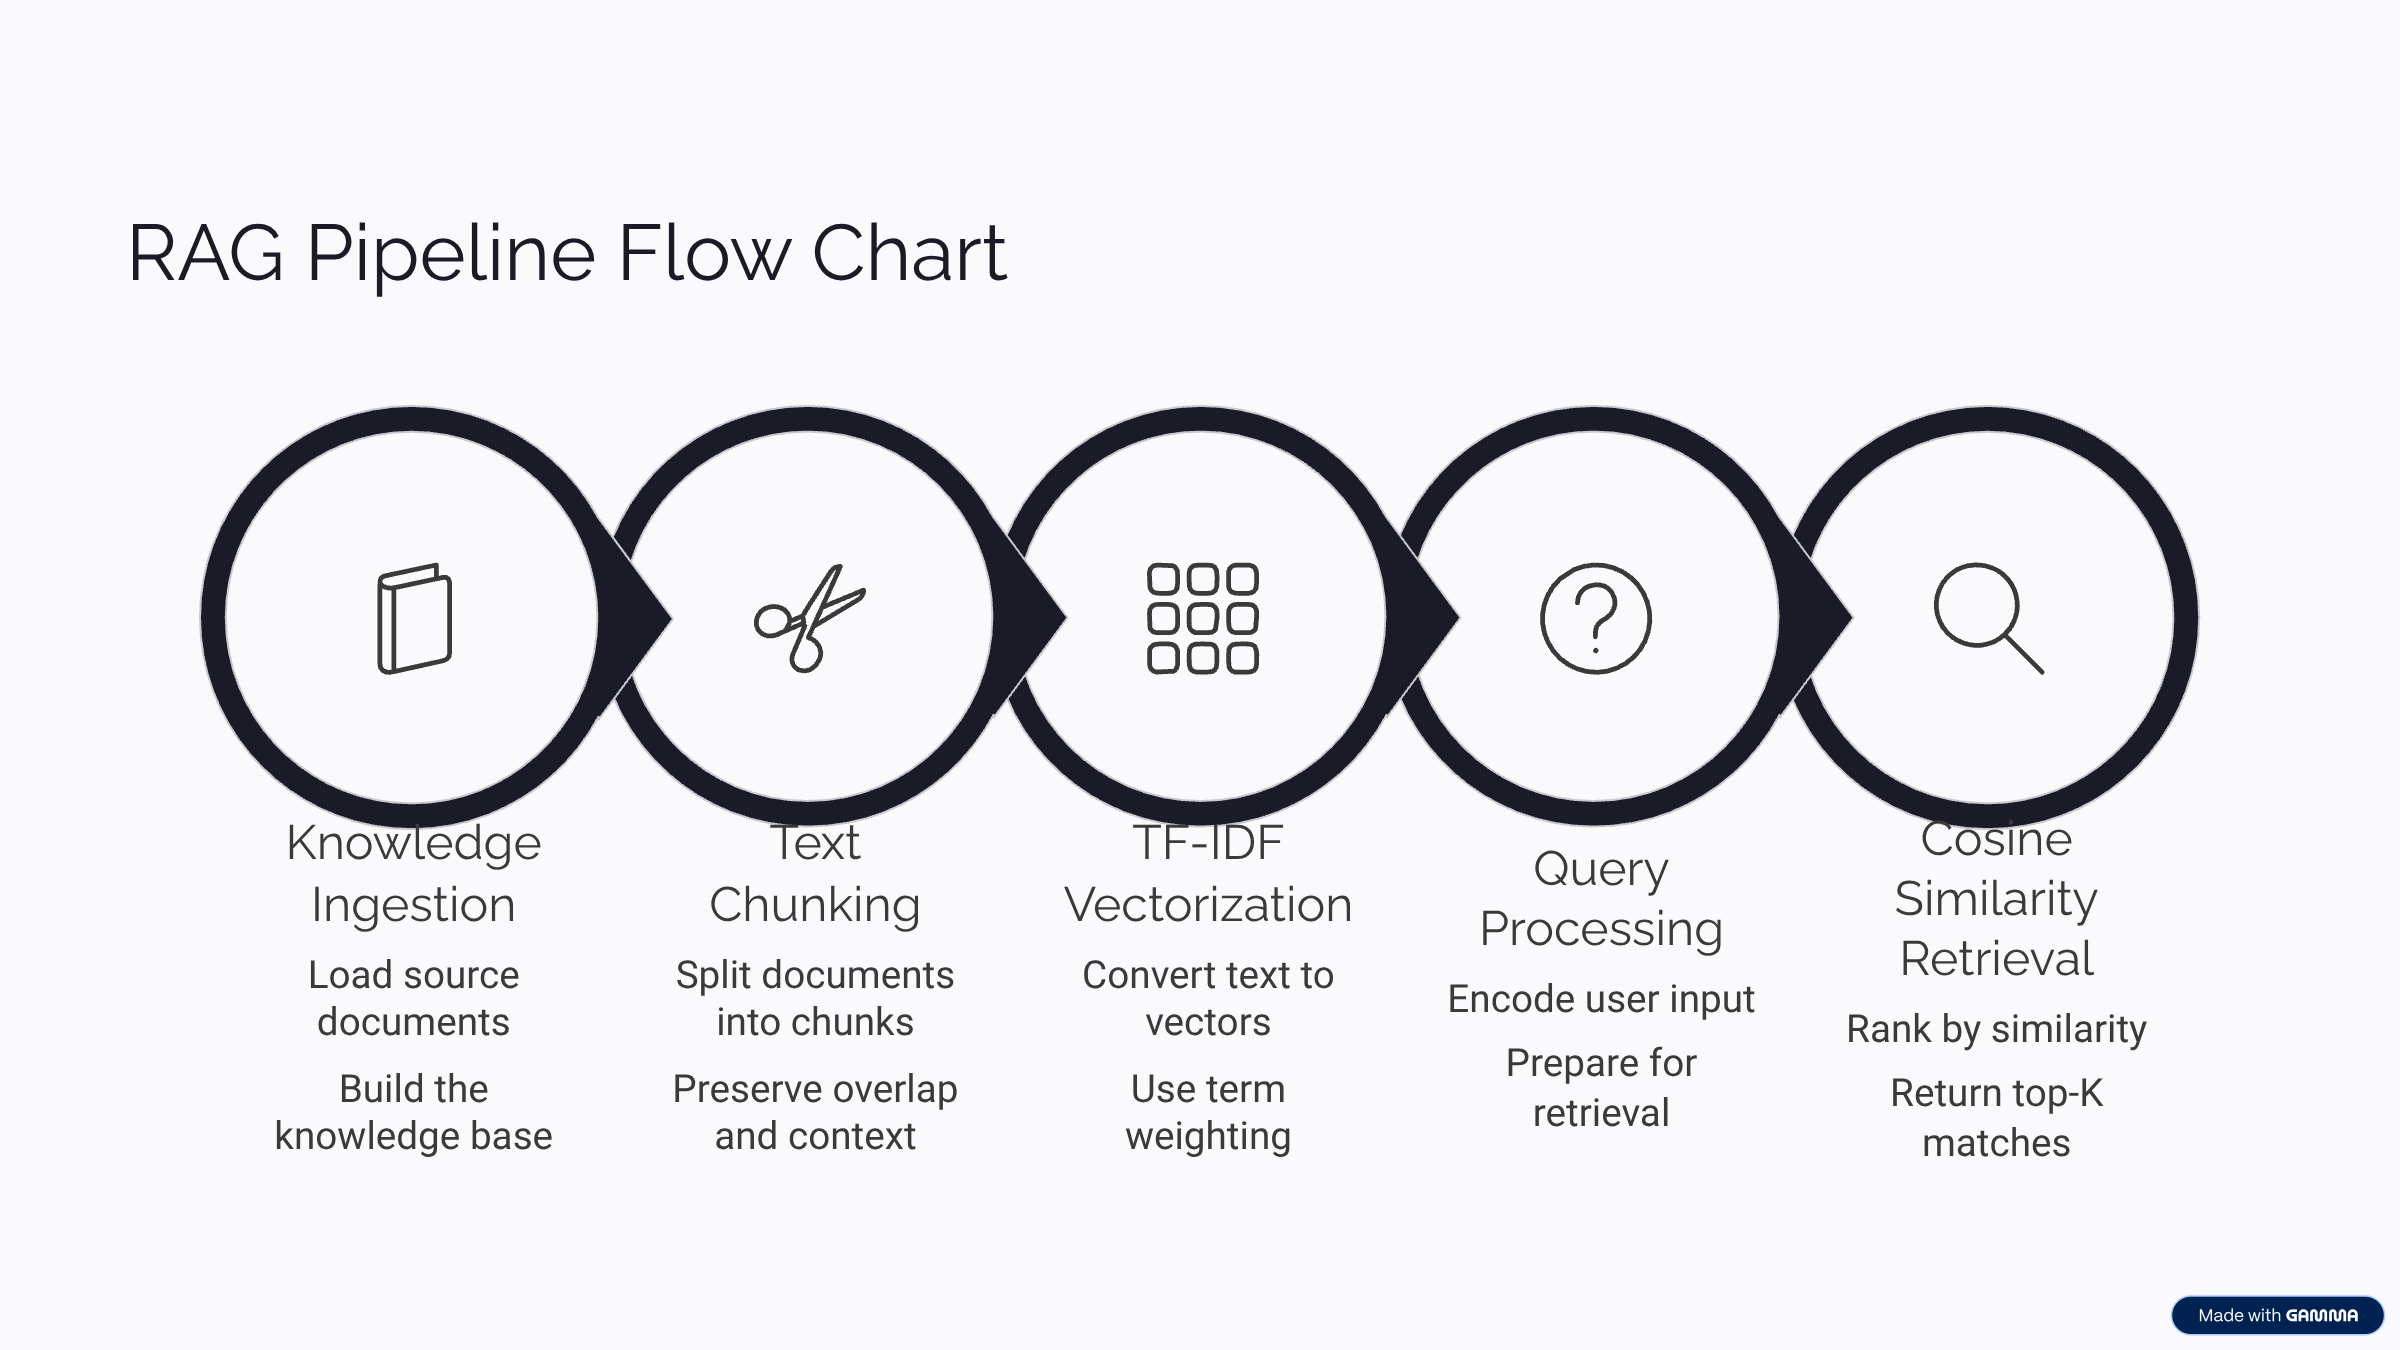 RAG Pipeline Flow Chart
Knowledge
Ingestion
Load source
documents
Build the
knowledge base
Text
Chunking
Split documents
into chunks
Preserve overlap
and context
TF-IDF
Vectorization
Convert text to
vectors
Use term
weighting
Query
Processing
Encode user input
Prepare for
retrieval
Cosine
Similarity
Retrieval
Rank by similarity
Return top-K
matches
Made with GAMMA